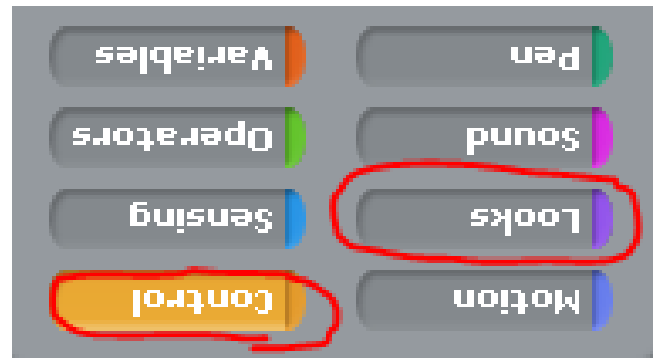 Motion Control
Looks Sensing
Sound Operators
Pen Variables